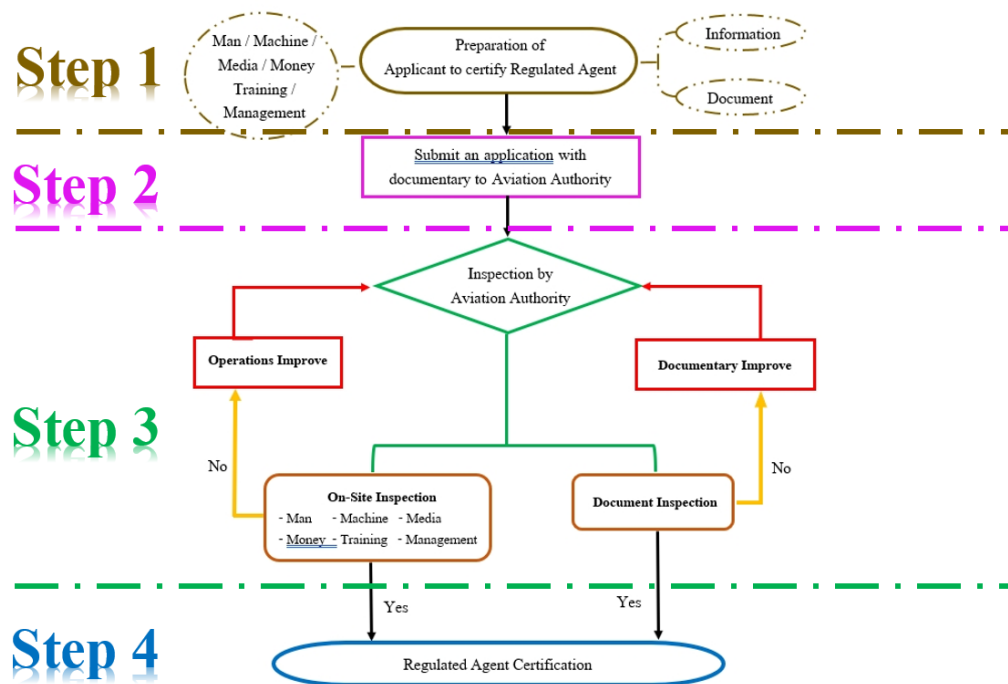 Step 1
Man / Machine /
Media / Money
Training /
Management
Preparation of
Applicant to certify Regulated Agent
Information
Document
Step 2
Submit an application with
documentary to Aviation Authority
Inspection by
Aviation Authority
Operations Improve
Documentary Improve
Step 3
No
No
On-Site Inspection
- Man - Machine - Media
- Money - Training - Management
Document Inspection
Yes
Yes
Step 4
Regulated Agent Certification